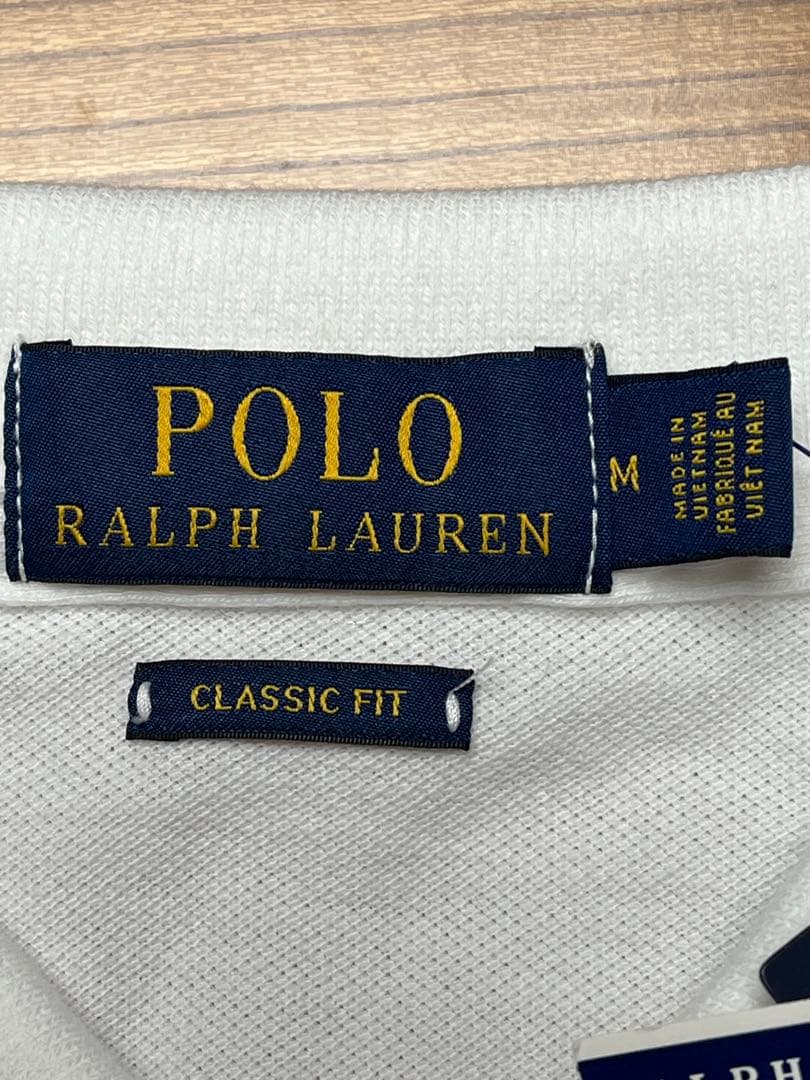 POLO
RALPH LAUREN
M
MADE IN
VIETNAM
FABRIQUÉ AU
VIÊT NAM
CLASSIC FIT